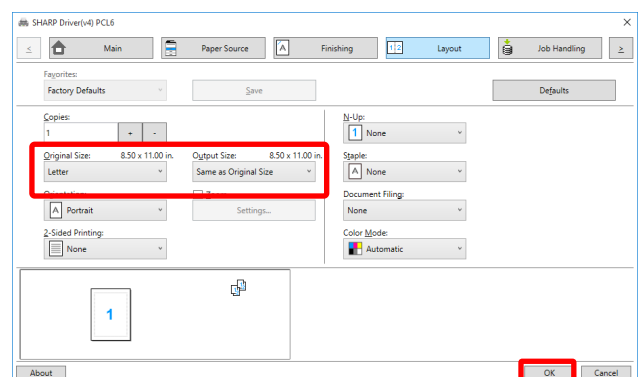 SHARP Driver(v4) PCL6
Main Paper Source Finishing Layout Job Handling
Favorites:
Factory Defaults Save Defaults
Copies: N-Up:
1 + - 1 None
Original Size: 8.50 x 11.00 in. Output Size: 8.50 x 11.00 in. Staple:
Letter Same as Original Size None
Document Filing:
Portrait Settings... None
2-Sided Printing: Color Mode:
None Automatic
1
About OK Cancel